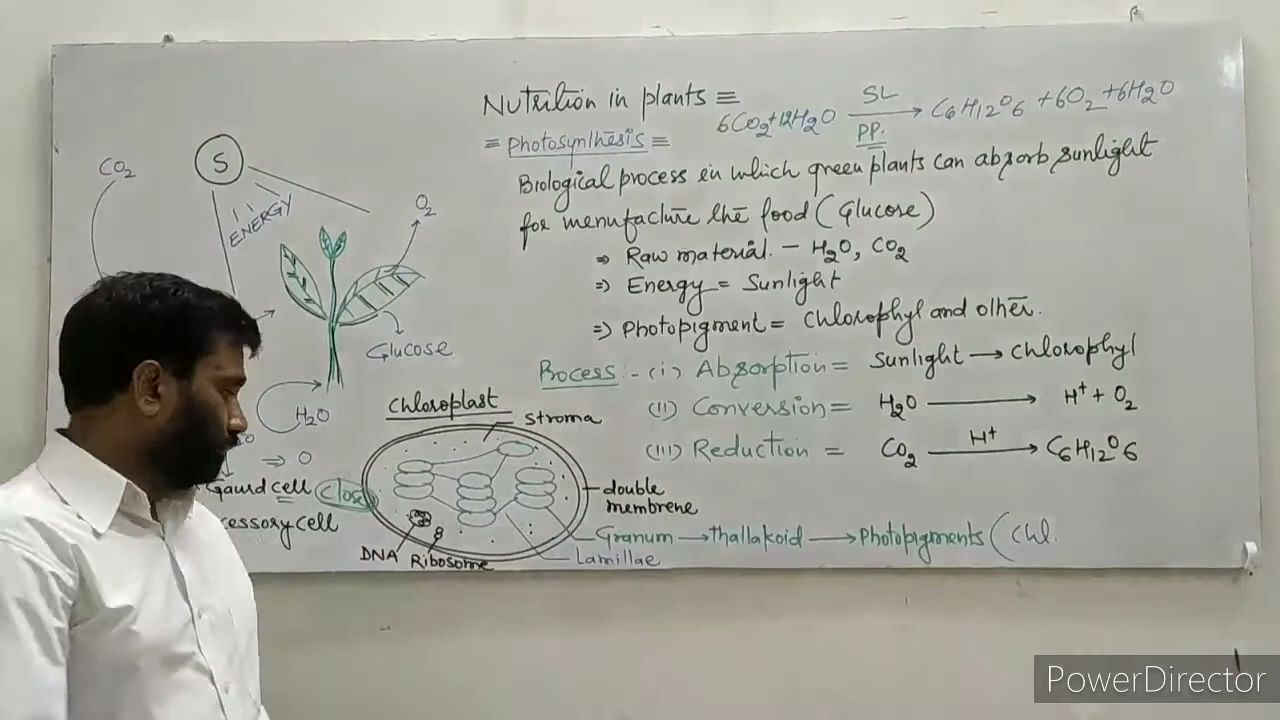 Nutrition in plants ≡
6CO2+12H2O SL PP. → C6H12O6 +6O2 +6H2O
= Photosynthesis =
Biological process in which green plants can absorb sunlight
for menufacture the food (Glucose)
⇒ Raw material. – H2O, CO2
⇒ Energy = Sunlight
⇒ Photopigment = Chlorophyl and other.
Process :- (i) Absorption = Sunlight → Chlorophyl
(ii) Conversion = H2O → H+ + O2
(iii) Reduction = CO2 H+ → C6H12O6
CO2
S
ENERGY
O2
Glucose
H2O
⇒ O
Gaurd cell Close
cessory cell
Chloroplast
Stroma
double
membrene
Granum → thallakoid → Photopigments (Chl.
Lamillae
DNA
Ribosome
PowerDirector